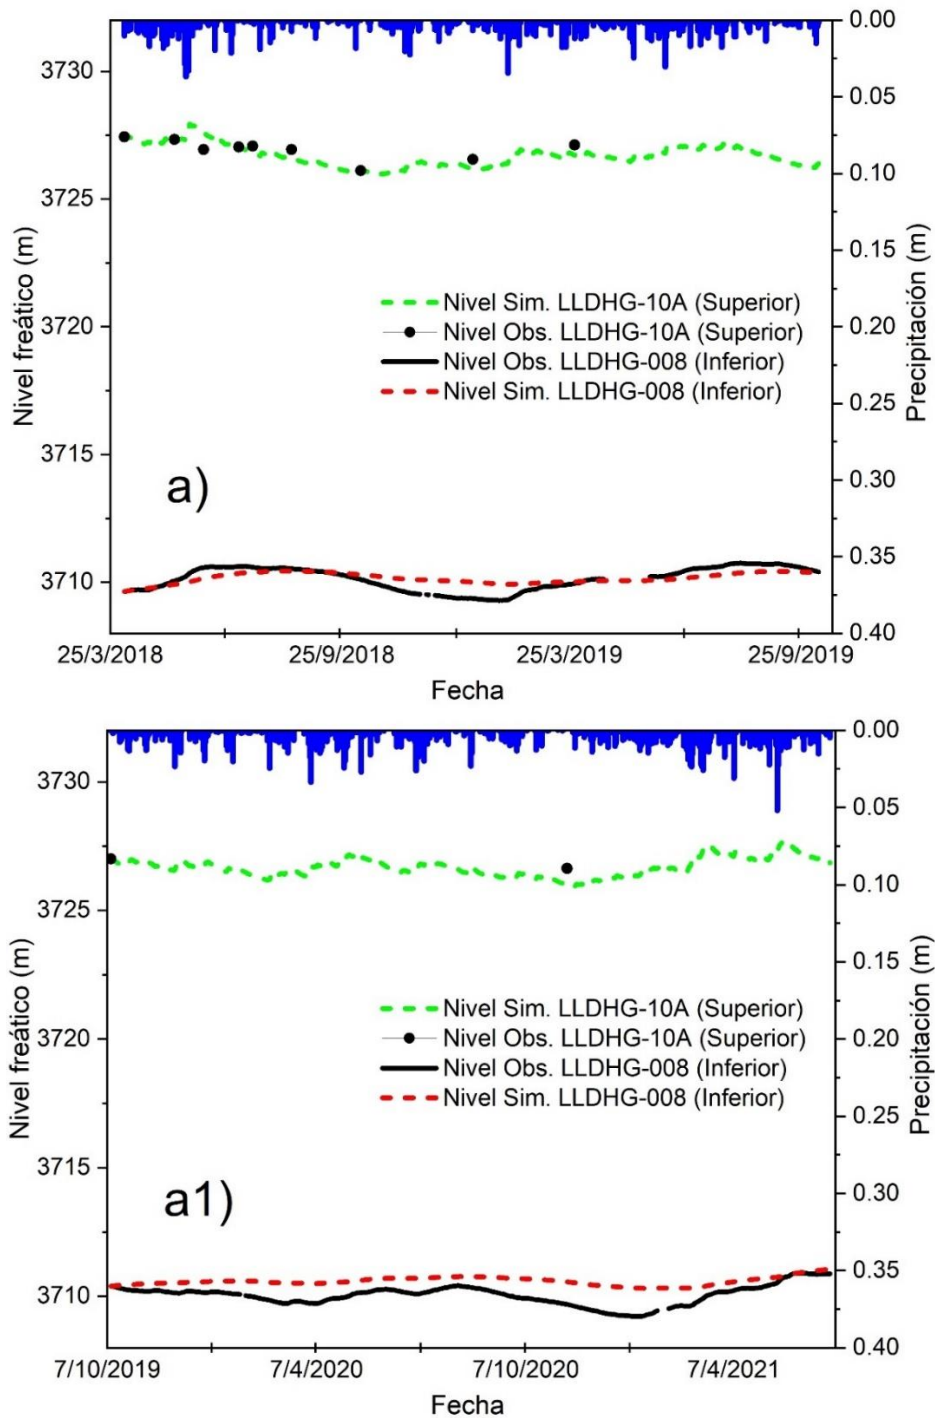 0.00
3730
0.05
0.10
3725
0.15
Nivel freático (m)
Nivel Sim. LLDHG-10A (Superior)
3720
0.20
Nivel Obs. LLDHG-10A (Superior)
Nivel Obs. LLDHG-008 (Inferior)
Nivel Sim. LLDHG-008 (Inferior)
0.25
Precipitación (m)
3715
a)
0.30
0.35
3710
0.40
25/3/2018
25/9/2018
25/3/2019
25/9/2019
Fecha
0.00
3730
0.05
0.10
3725
0.15
Nivel freático (m)
Nivel Sim. LLDHG-10A (Superior)
3720
0.20
Nivel Obs. LLDHG-10A (Superior)
Nivel Obs. LLDHG-008 (Inferior)
Nivel Sim. LLDHG-008 (Inferior)
0.25
Precipitación (m)
3715
a1)
0.30
0.35
3710
0.40
7/10/2019
7/4/2020
7/10/2020
7/4/2021
Fecha